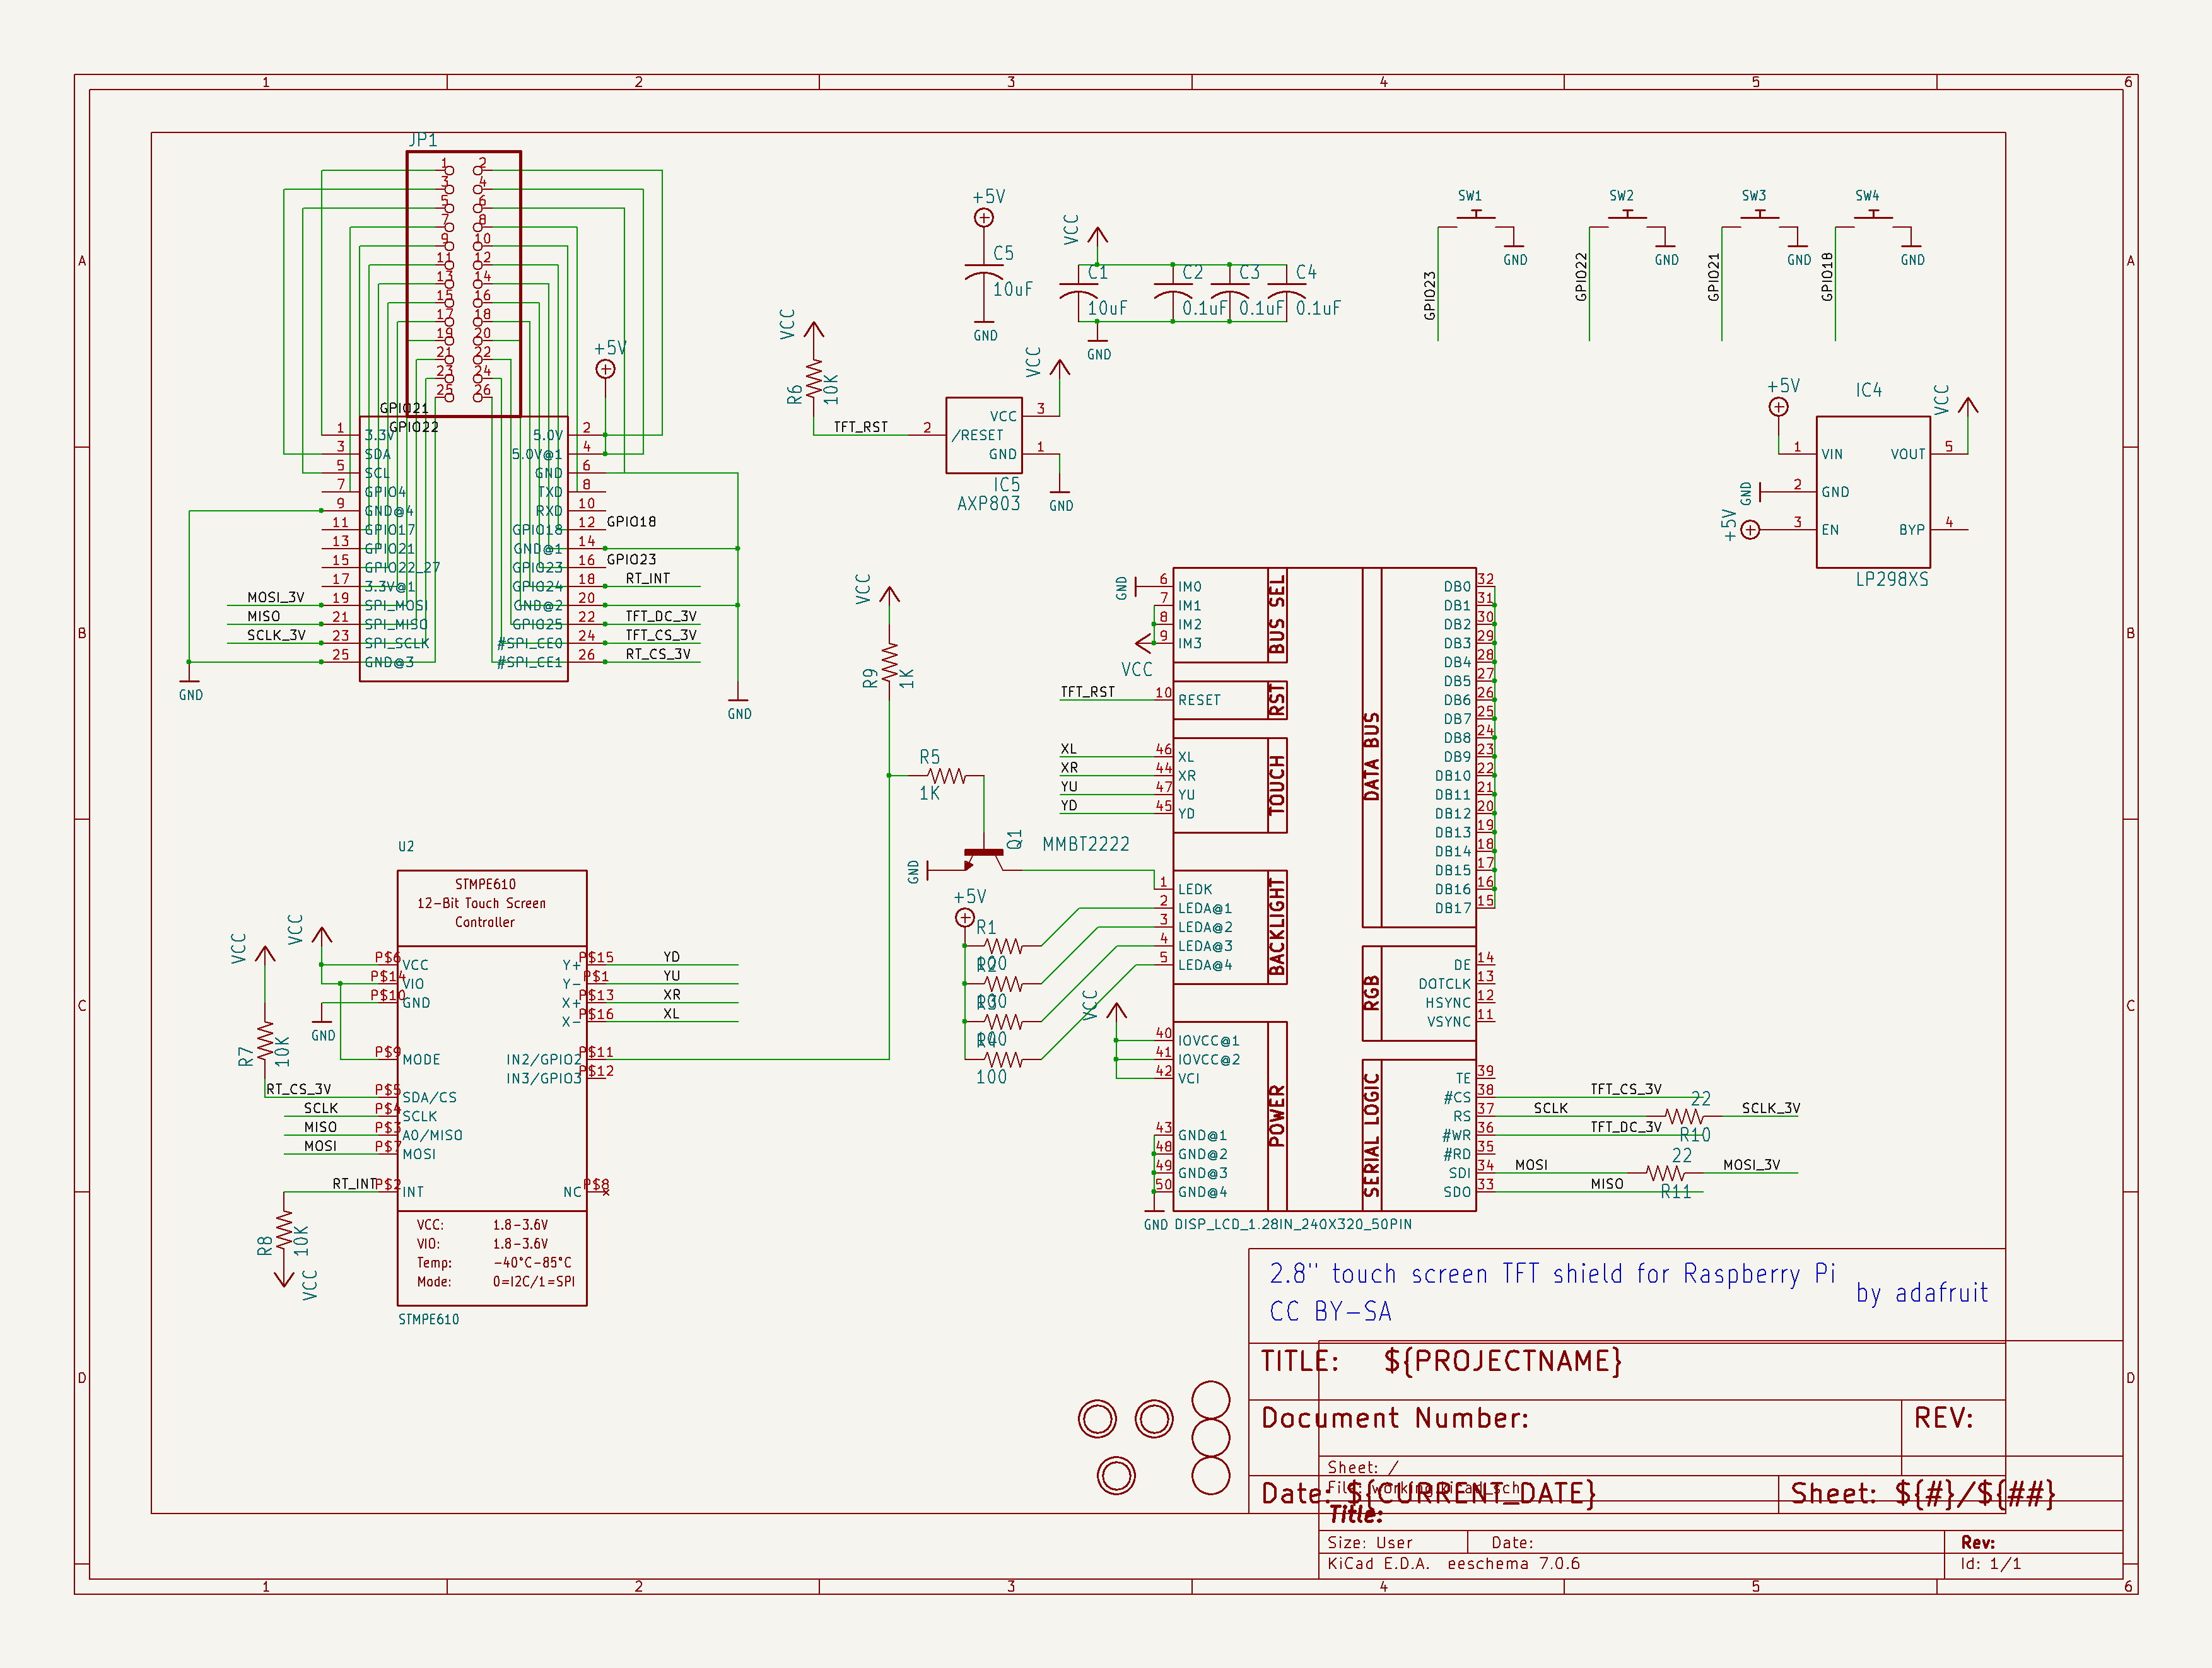 1 2 3 4 5 6
A
B
C
D
JP1
1 2
3 4
5 6
7 8
9 10
11 12
13 14
15 16
17 18
19 20
21 22
23 24
25 26
GPIO21
GPIO22
1 3.3V
3 SDA
5 SCL
7 GPIO4
9 GND@4
11 GPIO17
13 GPIO21
15 GPIO22_27
17 3.3V@1
19 SPI_MOSI
21 SPI_MISO
23 SPI_SCLK
25 GND@3
5.0V 2
5.0V@1 4
GND 6
TXD 8
RXD 10
GPIO18 12
GND@1 14
GPIO23 16
GPIO24 18
GND@2 20
GPIO25 22
#SPI_CE0 24
#SPI_CE1 26
MOSI_3V
MISO
SCLK_3V
GND
+5V
GPIO18
GPIO23
RT_INT
TFT_DC_3V
TFT_CS_3V
RT_CS_3V
GND
+5V
C5
10uF
GND
VCC
C1
10uF
C2
0.1uF
C3
0.1uF
C4
0.1uF
GND
VCC
R6
10K
TFT_RST
2 /RESET
VCC 3
GND 1
IC5
AXP803
VCC
GND
SW1
GND
GPIO23
SW2
GND
GPIO22
SW3
GND
GPIO21
SW4
GND
GPIO18
+5V
IC4
VCC
1 VIN
2 GND
3 EN
VOUT 5
BYP 4
GND
+5V
LP298XS
VCC
R9
1K
R5
1K
Q1
MMBT2222
GND
+5V
R1
100
R2
100
R3
100
R4
100
GND
VCC
6 IM0
7 IM1
8 IM2
9 IM3
BUS SEL
TFT_RST
10 RESET
RST
XL 46 XL
XR 44 XR
YU 47 YU
YD 45 YD
TOUCH
1 LEDK
2 LEDA@1
3 LEDA@2
4 LEDA@3
5 LEDA@4
BACKLIGHT
VCC
40 IOVCC@1
41 IOVCC@2
42 VCI
43 GND@1
48 GND@2
49 GND@3
50 GND@4
POWER
GND
DISP_LCD_1.28IN_240X320_50PIN
DATA BUS
DB0 32
DB1 31
DB2 30
DB3 29
DB4 28
DB5 27
DB6 26
DB7 25
DB8 24
DB9 23
DB10 22
DB11 21
DB12 20
DB13 19
DB14 18
DB15 17
DB16 16
DB17 15
RGB
DE 14
DOTCLK 13
HSYNC 12
VSYNC 11
SERIAL LOGIC
TE 39
#CS 38
RS 37
#WR 36
#RD 35
SDI 34
SDO 33
TFT_CS_3V
SCLK
22
R10
SCLK_3V
TFT_DC_3V
MOSI
22
R11
MOSI_3V
MISO
U2
STMPE610
12-Bit Touch Screen
Controller
VCC
VCC
GND
R7
10K
P$6 VCC
P$14 VIO
P$10 GND
P$9 MODE
P$5 SDA/CS
P$4 SCLK
P$3 A0/MISO
P$7 MOSI
P$2 INT
Y+ P$15
Y- P$1
X+ P$13
X- P$16
IN2/GPIO2 P$11
IN3/GPIO3 P$12
NC P$8
YD
YU
XR
XL
RT_CS_3V
SCLK
MISO
MOSI
RT_INT
R8
10K
VCC
VCC: 1.8-3.6V
VIO: 1.8-3.6V
Temp: -40°C-85°C
Mode: 0=I2C/1=SPI
STMPE610
2.8" touch screen TFT shield for Raspberry Pi
by adafruit
CC BY-SA
TITLE: ${PROJECTNAME}
Document Number:
REV:
Sheet: /
File: working.kicad_sch
Date: ${CURRENT_DATE}
Sheet: ${#}/${##}
Title:
Size: User
Date:
Rev:
KiCad E.D.A. eeschema 7.0.6
Id: 1/1
1 2 3 4 5 6
A
B
C
D